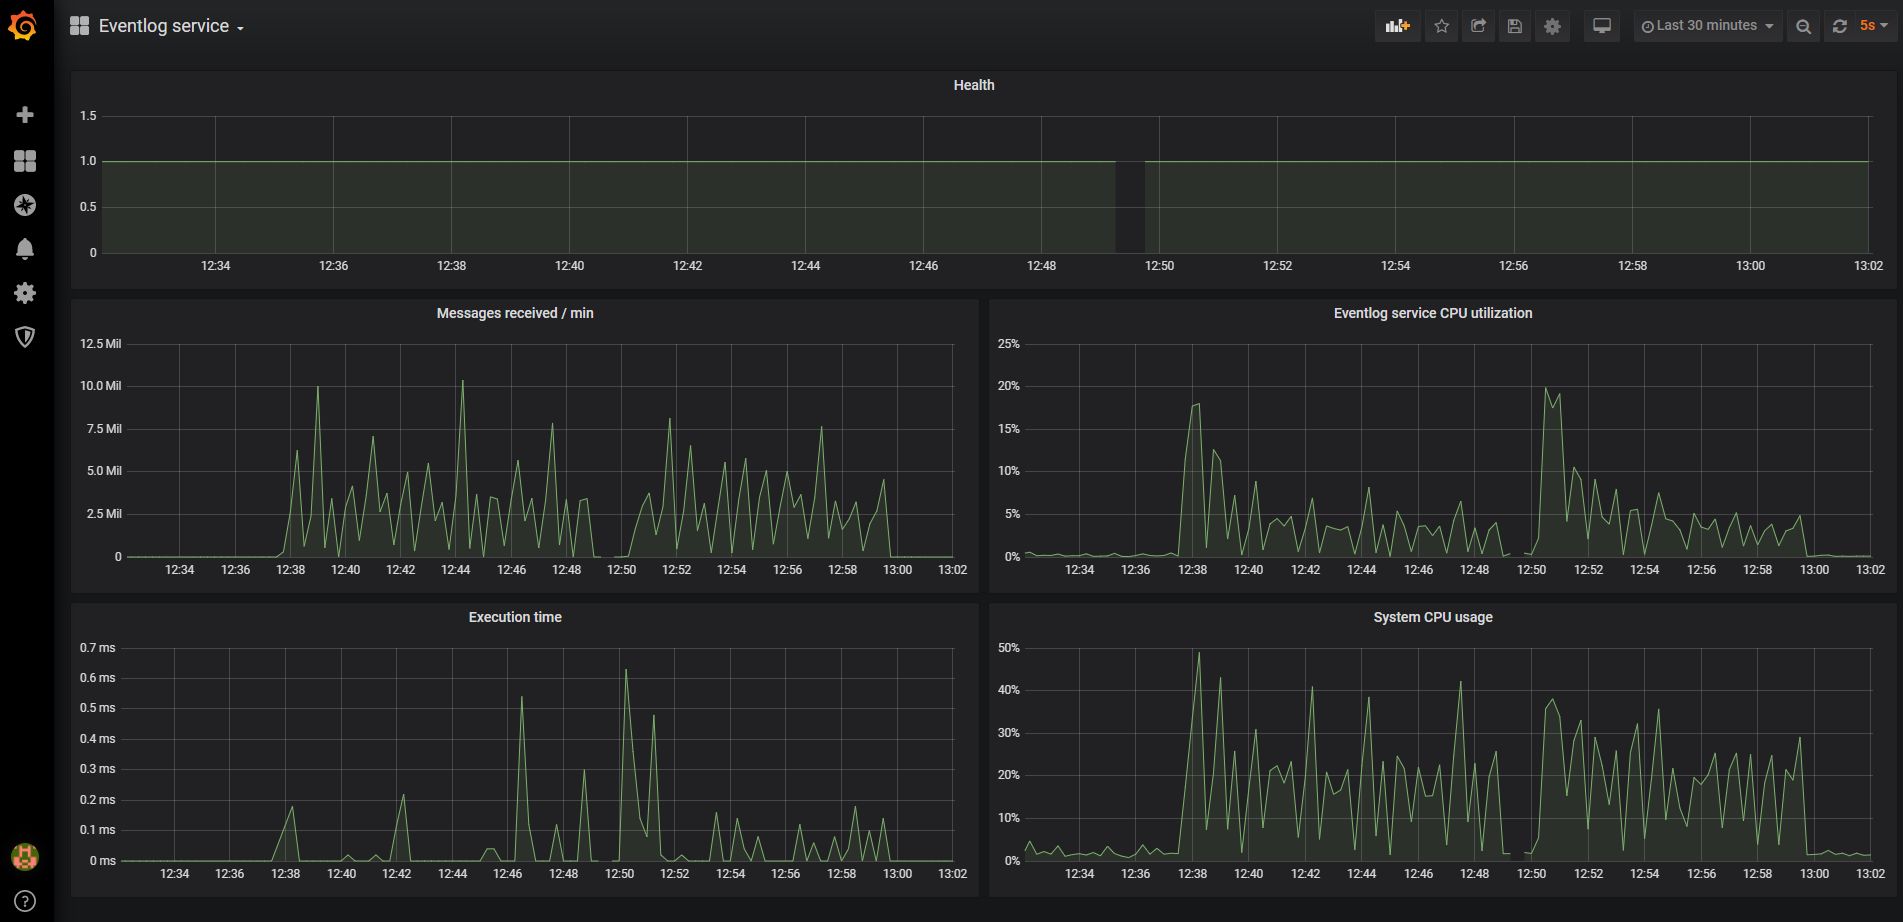 Eventlog service
Last 30 minutes
5s
Health
1.5
1.0
0.5
0
12:34 12:36 12:38 12:40 12:42 12:44 12:46 12:48 12:50 12:52 12:54 12:56 12:58 13:00 13:02
Messages received / min
12.5 Mil
10.0 Mil
7.5 Mil
5.0 Mil
2.5 Mil
0
12:34 12:36 12:38 12:40 12:42 12:44 12:46 12:48 12:50 12:52 12:54 12:56 12:58 13:00 13:02
Eventlog service CPU utilization
25%
20%
15%
10%
5%
0%
12:34 12:36 12:38 12:40 12:42 12:44 12:46 12:48 12:50 12:52 12:54 12:56 12:58 13:00 13:02
Execution time
0.7 ms
0.6 ms
0.5 ms
0.4 ms
0.3 ms
0.2 ms
0.1 ms
0 ms
12:34 12:36 12:38 12:40 12:42 12:44 12:46 12:48 12:50 12:52 12:54 12:56 12:58 13:00 13:02
System CPU usage
50%
40%
30%
20%
10%
0%
12:34 12:36 12:38 12:40 12:42 12:44 12:46 12:48 12:50 12:52 12:54 12:56 12:58 13:00 13:02
?